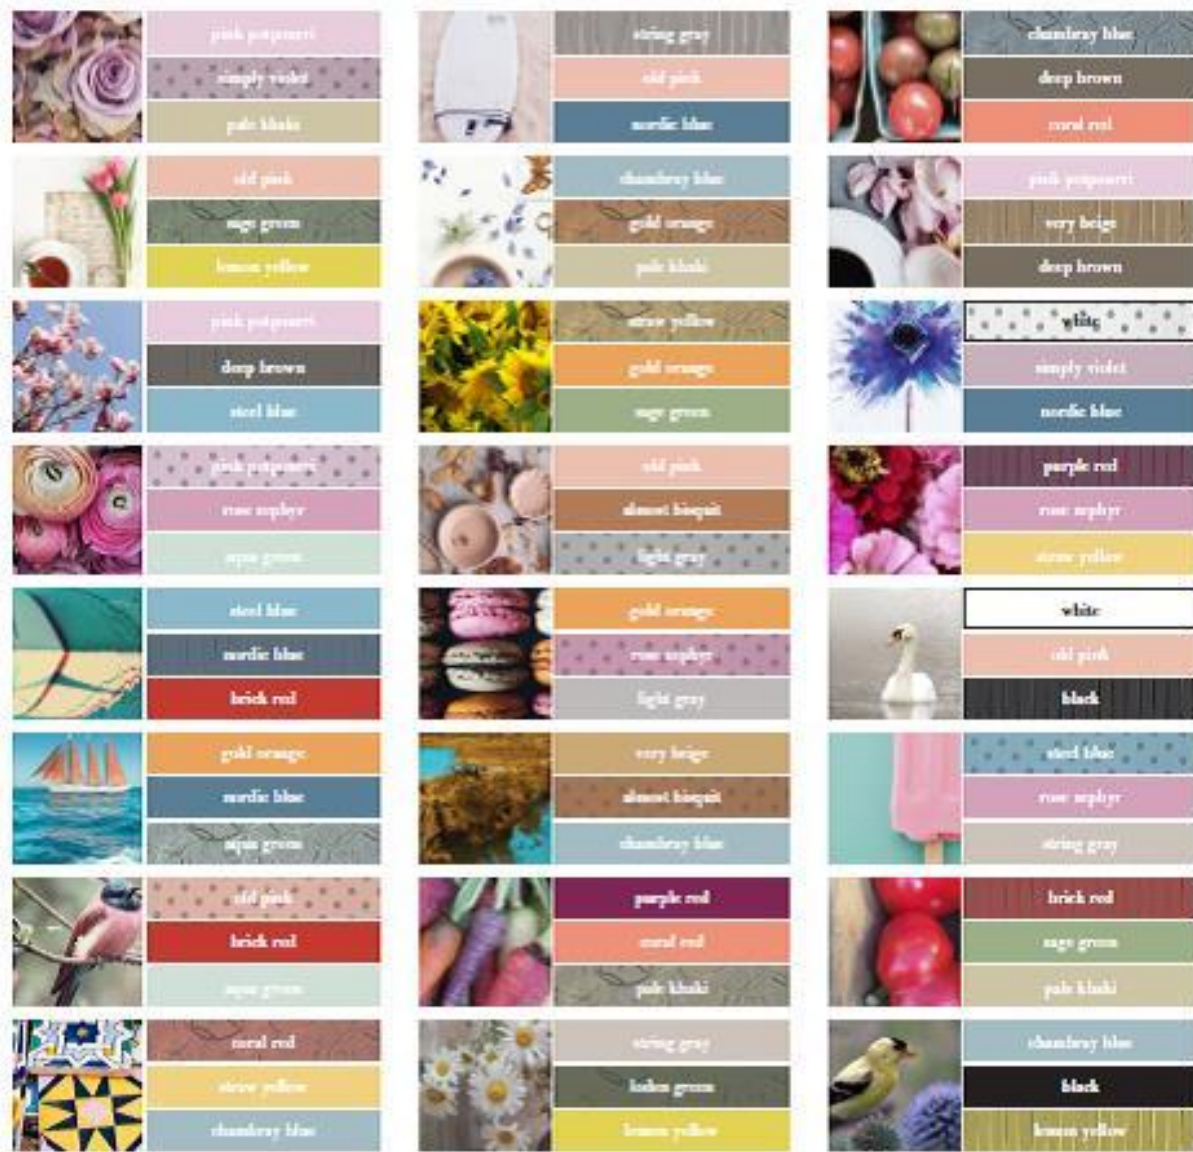 pink potpourri
simply violet
pale khaki
old pink
sage green
lemon yellow
pink potpourri
deep brown
steel blue
pink potpourri
rose zephyr
aqua green
steel blue
nordic blue
brick red
gold orange
nordic blue
aqua green
old pink
brick red
aqua green
coral red
straw yellow
chambray blue
string gray
old pink
nordic blue
chambray blue
gold orange
pale khaki
straw yellow
gold orange
sage green
old pink
almost bisquit
light gray
gold orange
rose zephyr
light gray
very beige
almost bisquit
chambray blue
purple red
coral red
pale khaki
string gray
loden green
lemon yellow
chambray blue
deep brown
coral red
pink potpourri
very beige
deep brown
white
simply violet
nordic blue
purple red
rose zephyr
straw yellow
white
old pink
black
steel blue
rose zephyr
string gray
brick red
sage green
pale khaki
chambray blue
black
lemon yellow